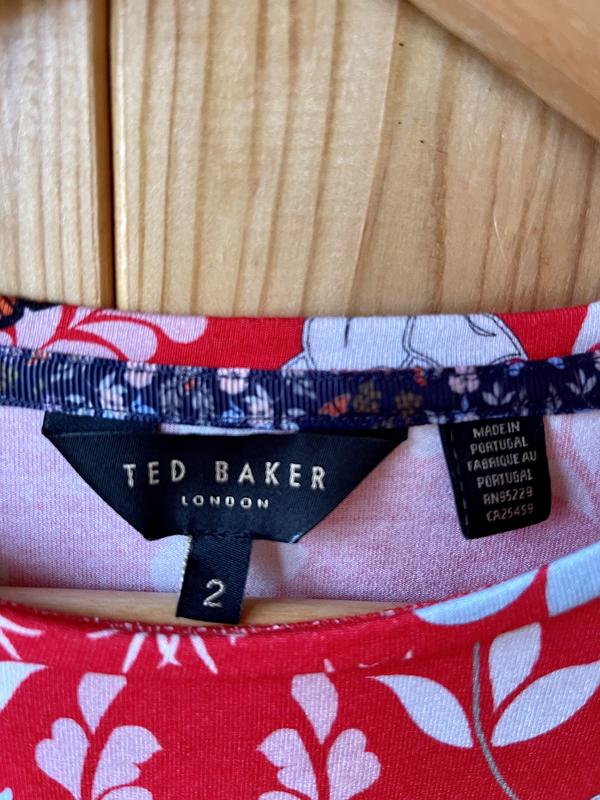 TED BAKER
LONDON
2
MADE IN
PORTUGAL
FABRIQUE AU
PORTUGAL
RN95229
CA25459